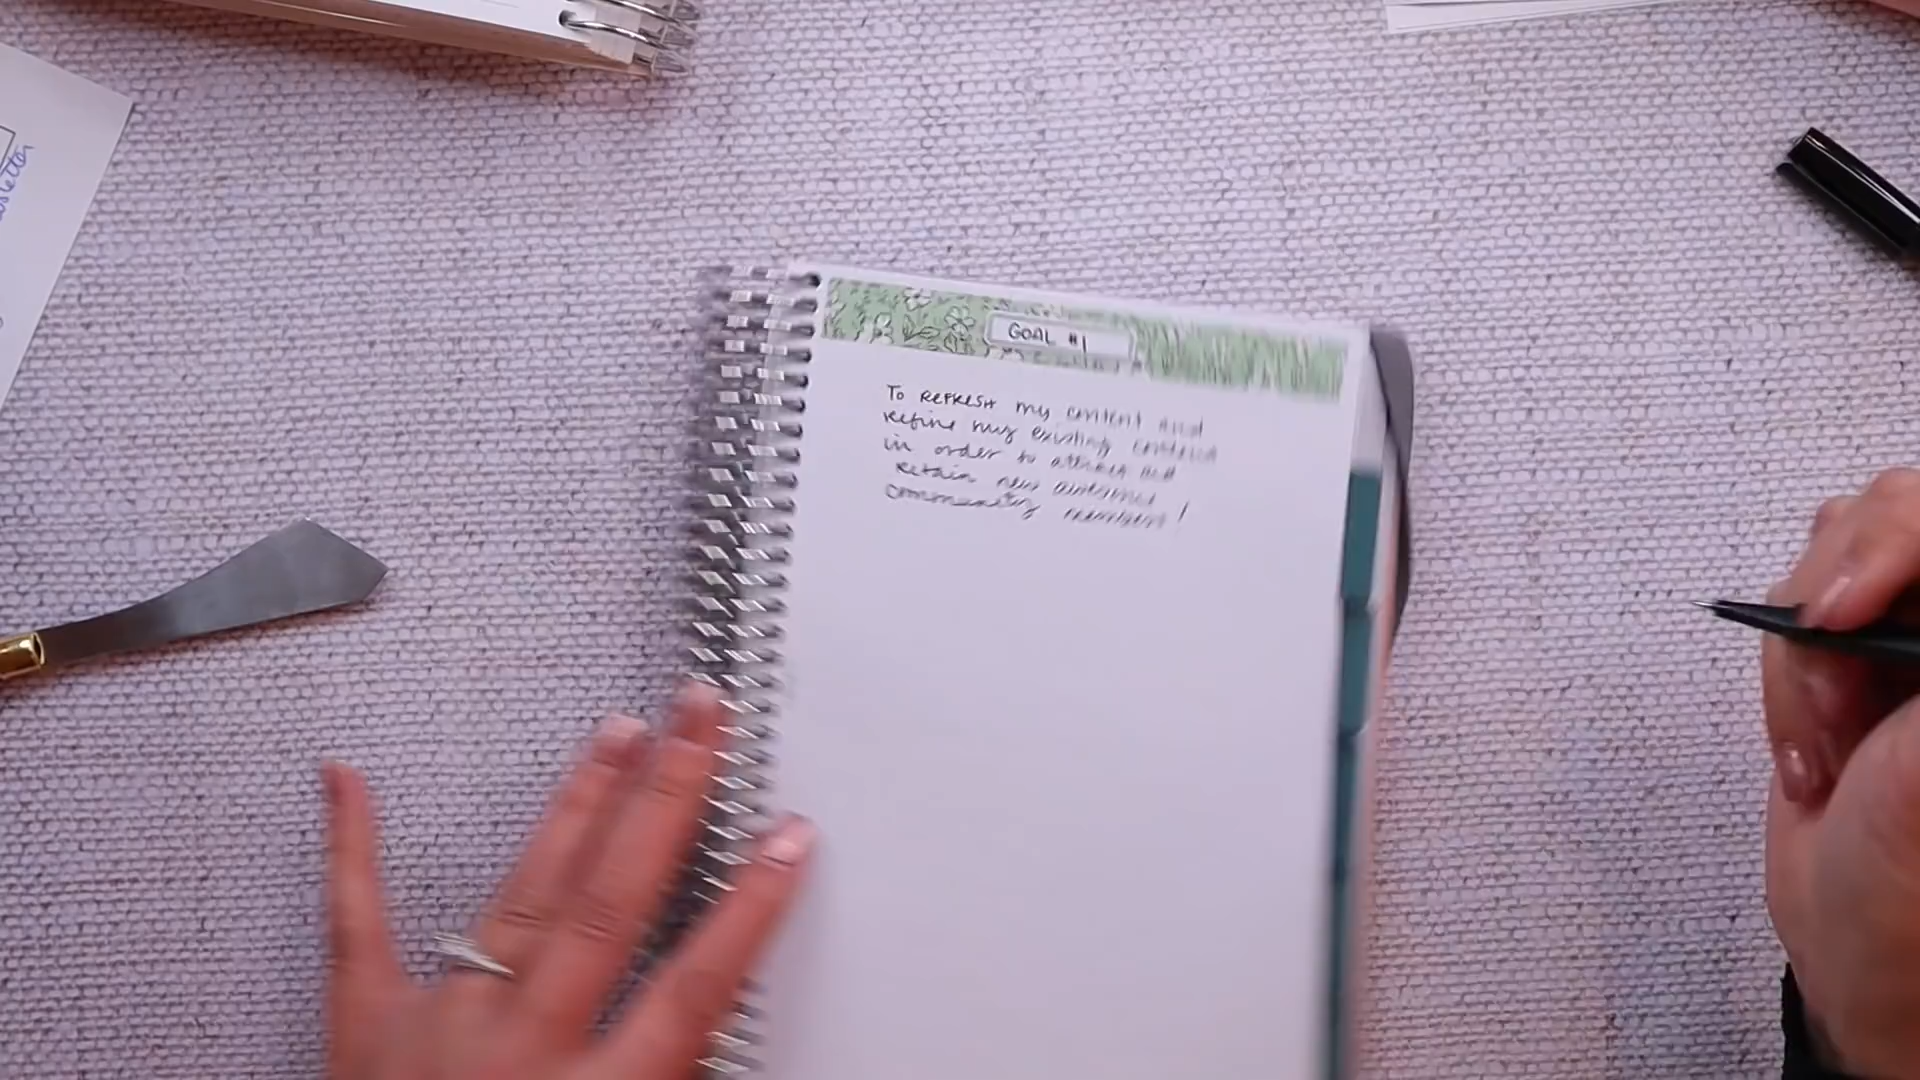 GOAL #1
To REFRESH my content and
refine my existing content
in order to attract and
retain new audience
community members!